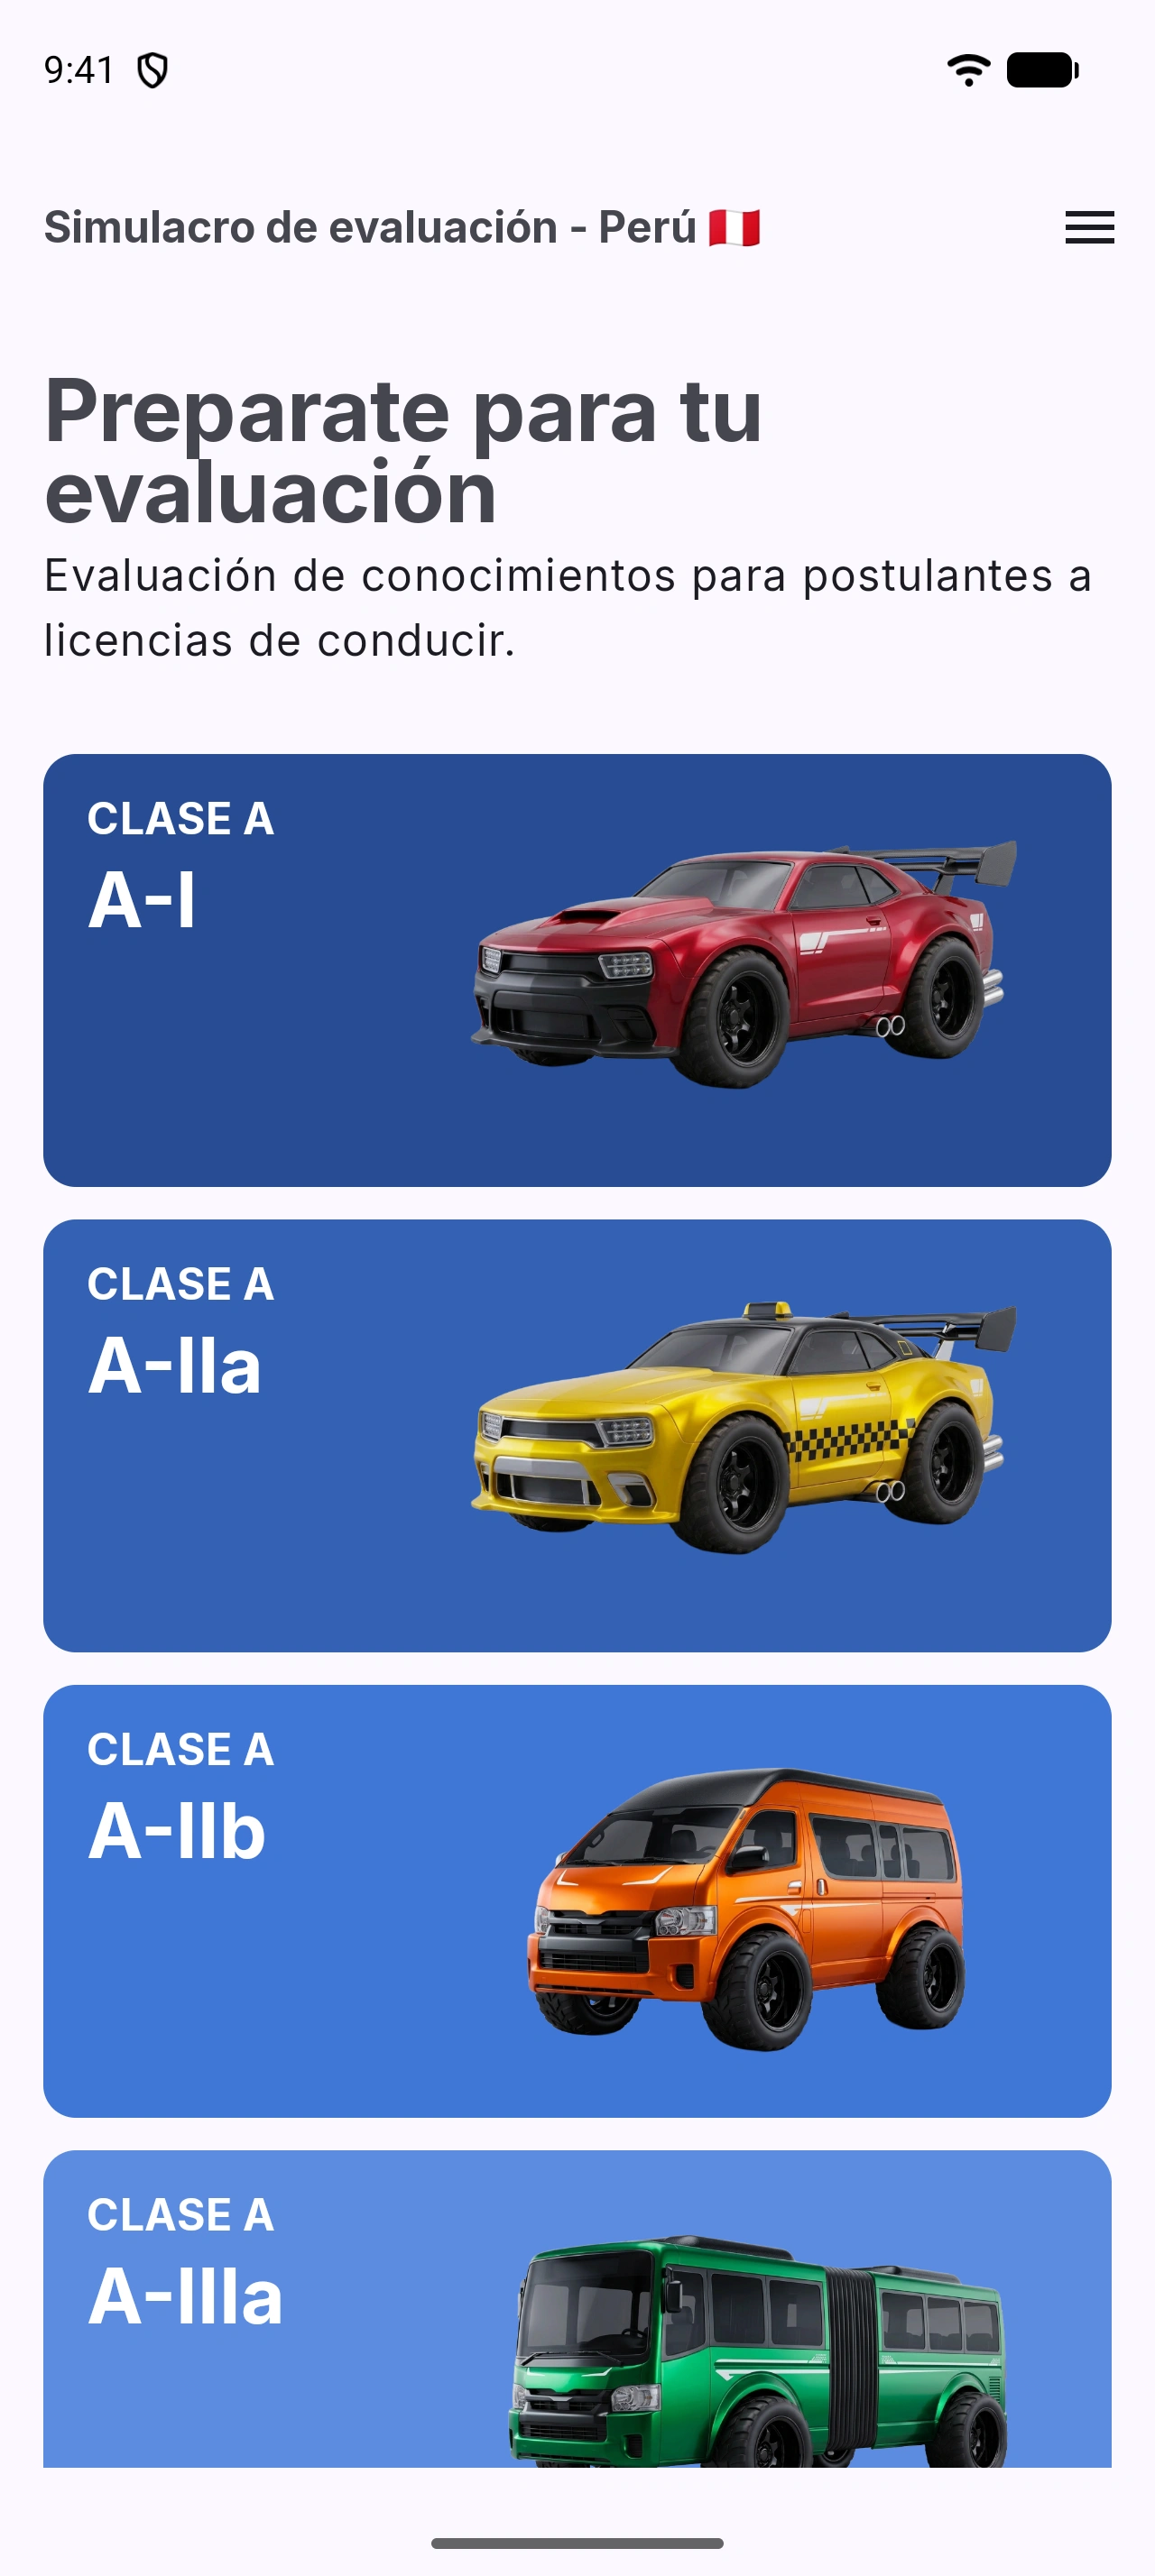 9:41
Simulacro de evaluación - Perú 🇵🇪
Preparate para tu
evaluación
Evaluación de conocimientos para postulantes a
licencias de conducir.
CLASE A
A-I
CLASE A
A-IIa
CLASE A
A-IIb
CLASE A
A-IIIa